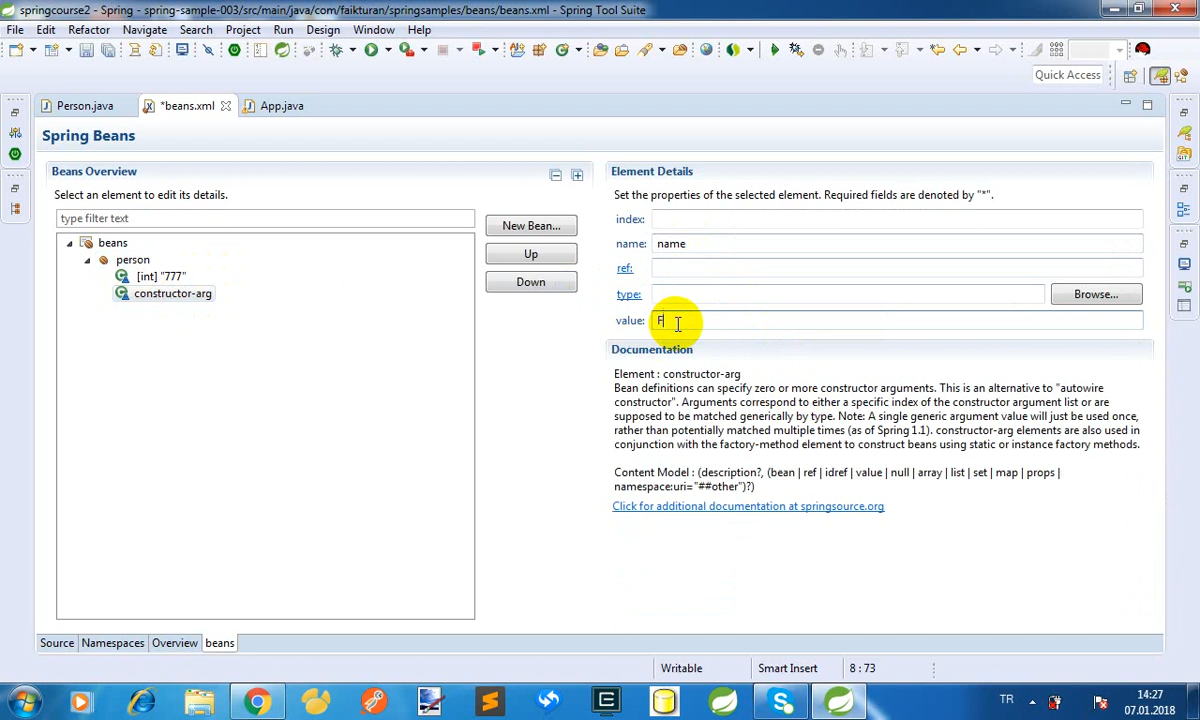 springcourse2 - Spring - spring-sample-003/src/main/java/com/faikturan/springsamples/beans/beans.xml - Spring Tool Suite
File Edit Refactor Navigate Search Project Run Design Window Help
Quick Access
Person.java *beans.xml App.java
Spring Beans
Beans Overview
Select an element to edit its details.
type filter text
beans
person
[int] "777"
constructor-arg
New Bean...
Up
Down
Element Details
Set the properties of the selected element. Required fields are denoted by "*".
index:
name: name
ref:
type: Browse...
value: F
Documentation
Element : constructor-arg
Bean definitions can specify zero or more constructor arguments. This is an alternative to "autowire
constructor". Arguments correspond to either a specific index of the constructor argument list or are
supposed to be matched generically by type. Note: A single generic argument value will just be used once,
rather than potentially matched multiple times (as of Spring 1.1). constructor-arg elements are also used in
conjunction with the factory-method element to construct beans using static or instance factory methods.
Content Model : (description?, (bean | ref | idref | value | null | array | list | set | map | props |
namespace:uri="##other")?)
Click for additional documentation at springsource.org
Source Namespaces Overview beans
Writable Smart Insert 8 : 73
TR 14:27
07.01.2018